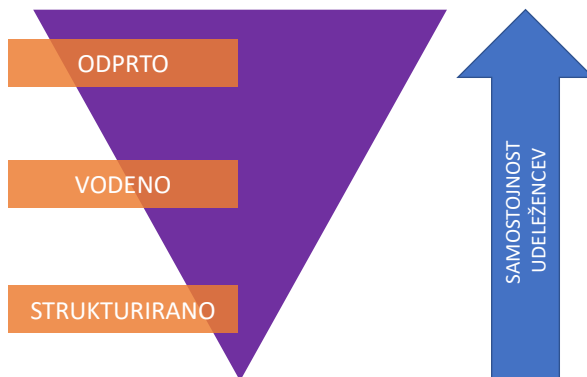 ODPRTO
VODENO
STRUKTURIRANO
SAMOSTOJNOST
UDELEŽENCEV